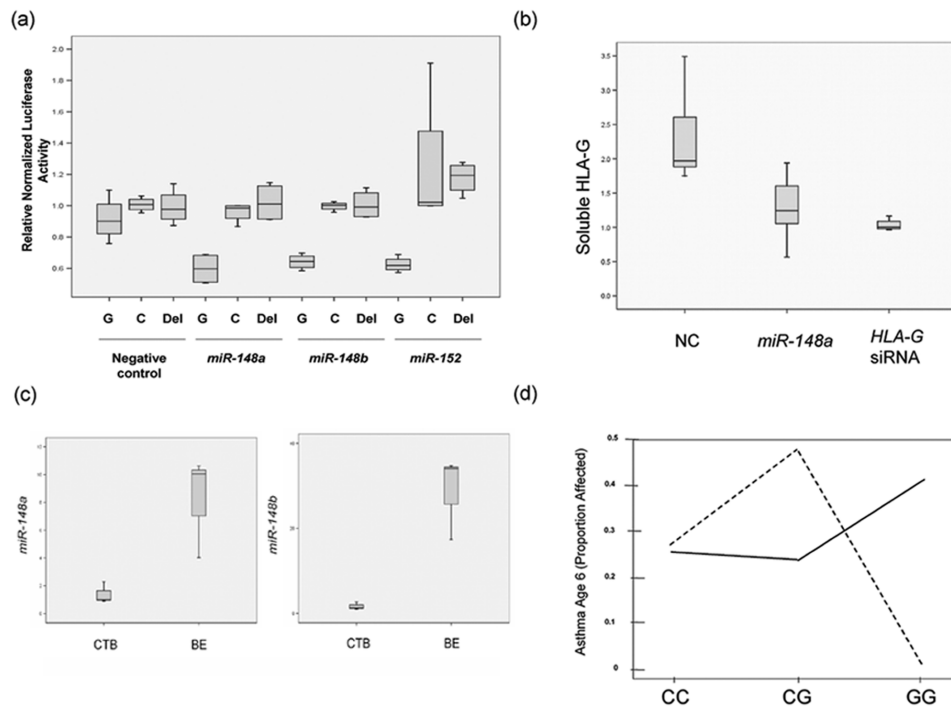 (a)
Relative Normalized Luciferase
Activity
2.0
1.8
1.6
1.4
1.2
1.0
0.8
0.6
G C Del G C Del G C Del G C Del
Negative
control
miR-148a
miR-148b
miR-152
(b)
Soluble HLA-G
3.5
3.0
2.5
2.0
1.5
1.0
0.5
0.0
NC
miR-148a
HLA-G
siRNA
(c)
miR-148a
CTB
BE
miR-148b
CTB
BE
(d)
Asthma Age 6 (Proportion Affected)
0.5
0.4
0.3
0.2
0.1
0
CC
CG
GG